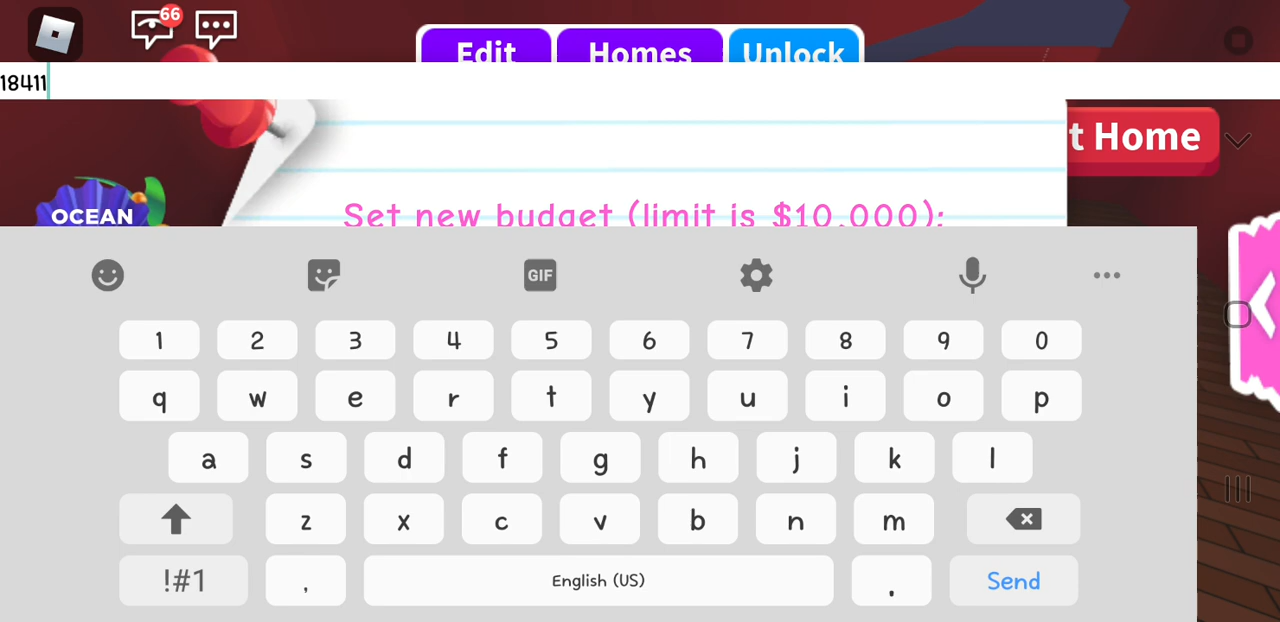 66
Edit Homes Unlock
18411
t Home
OCEAN
Set new budget (limit is $10,000):
GIF
1 2 3 4 5 6 7 8 9 0
q w e r t y u i o p
a s d f g h j k l
z x c v b n m
!#1 , English (US) . Send